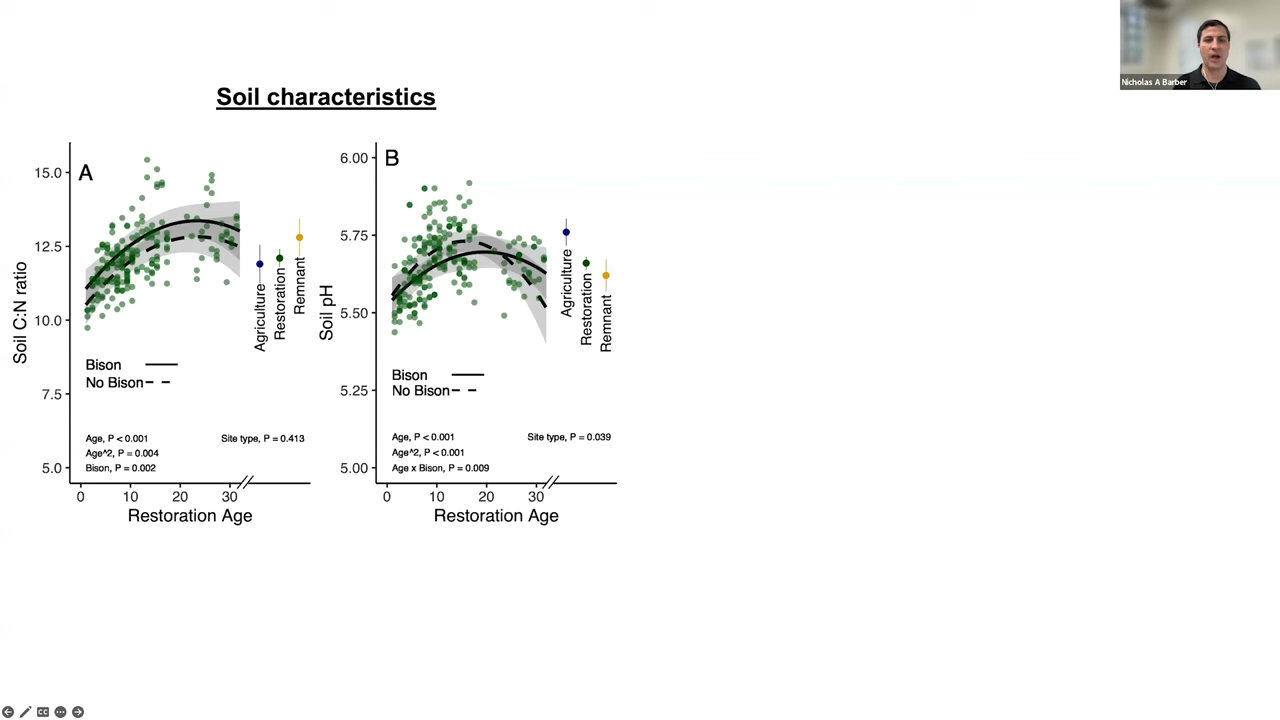 Nicholas A Barber
Soil characteristics
A
Soil C:N ratio
15.0
12.5
10.0
7.5
5.0
Agriculture
Restoration
Remnant
Bison
No Bison
Age, P < 0.001
Age^2, P = 0.004
Bison, P = 0.002
Site type, P = 0.413
0 10 20 30
Restoration Age
B
Soil pH
6.00
5.75
5.50
5.25
5.00
Agriculture
Restoration
Remnant
Bison
No Bison
Age, P < 0.001
Age^2, P < 0.001
Age x Bison, P = 0.009
Site type, P = 0.039
0 10 20 30
Restoration Age
CC